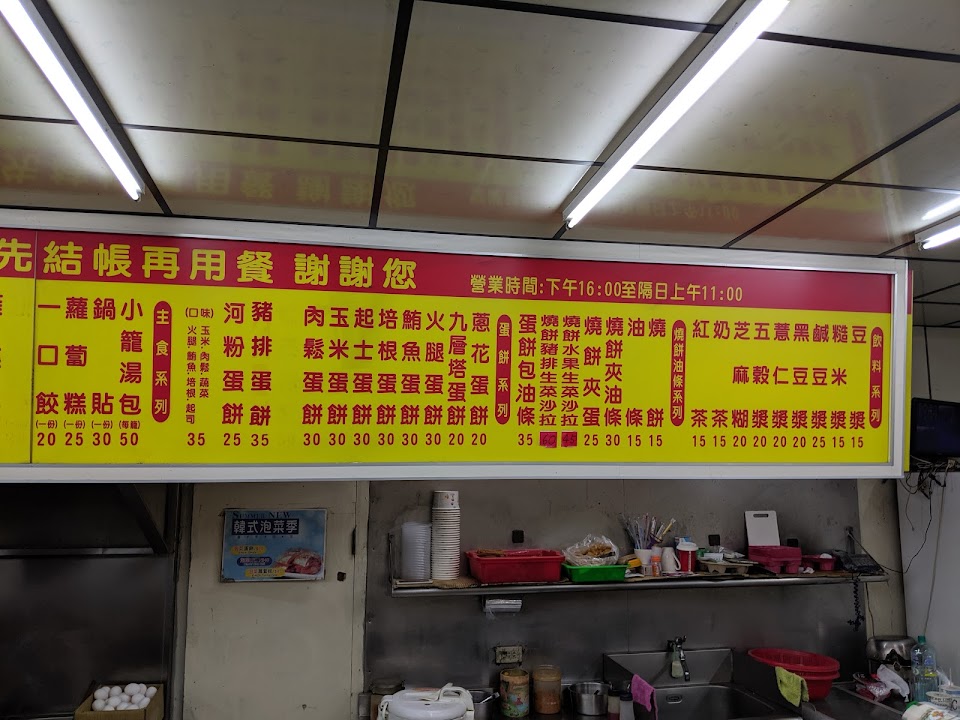 先結帳再用餐 謝謝您
營業時間:下午16:00至隔日上午11:00
飲料系列
豆漿 15
糙米漿 15
鹹豆漿 25
黑豆漿 20
薏仁漿 20
五穀漿 20
芝麻糊 20
奶茶 15
紅茶 15
燒餅油條系列
燒餅 15
油條 15
燒餅夾油條 30
燒餅夾蛋 25
燒餅水果生菜沙拉
燒餅豬排生菜沙拉
蛋餅包油條 35
蛋餅系列
蔥花蛋餅 20
九層塔蛋餅 20
火腿蛋餅 30
鮪魚蛋餅 30
培根蛋餅 30
起士蛋餅 30
玉米蛋餅 30
肉鬆蛋餅 30
豬排蛋餅 35
河粉蛋餅 25
(口味)
玉米·肉鬆·蔬菜
火腿·鮪魚·培根·起司
35
主食系列
小籠湯包 (每籠) 50
鍋貼 (一份) 30
蘿蔔糕 (一份) 25
一口餃 (一份) 20
韓式泡菜季